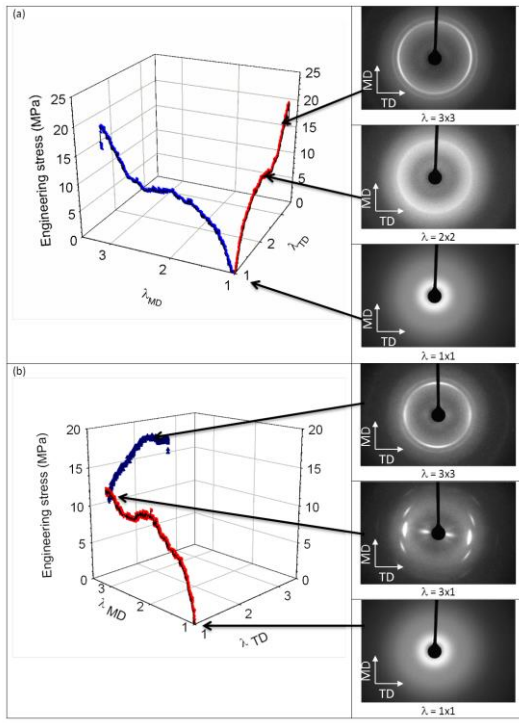 (a)
Engineering stress (MPa)
25
20
15
10
5
0
3
2
1
λMD
25
20
15
10
5
0
3
2
1
λTD
MD
TD
λ = 3x3
MD
TD
λ = 2x2
MD
TD
λ = 1x1
(b)
Engineering stress (MPa)
20
15
10
5
0
3
2
1
λ MD
20
15
10
5
0
3
2
1
λ TD
MD
TD
λ = 3x3
MD
TD
λ = 3x1
MD
TD
λ = 1x1